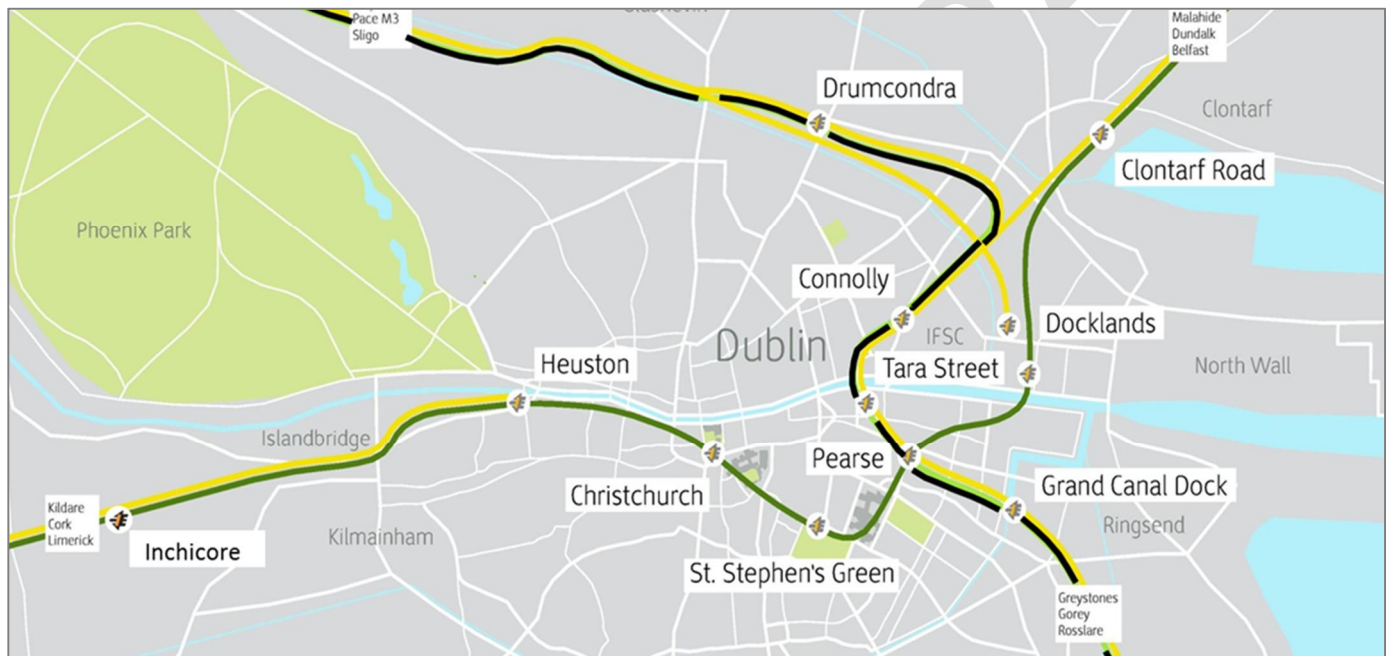 Pace M3
Sligo
Glasnevin
Malahide
Dundalk
Belfast
Drumcondra
Clontarf
Clontarf Road
Phoenix Park
Connolly
Docklands
IFSC
Dublin
Heuston
Tara Street
North Wall
Islandbridge
Pearse
Christchurch
Grand Canal Dock
Kildare
Cork
Limerick
Inchicore
Kilmainham
Ringsend
St. Stephen's Green
Greystones
Gorey
Rosslare